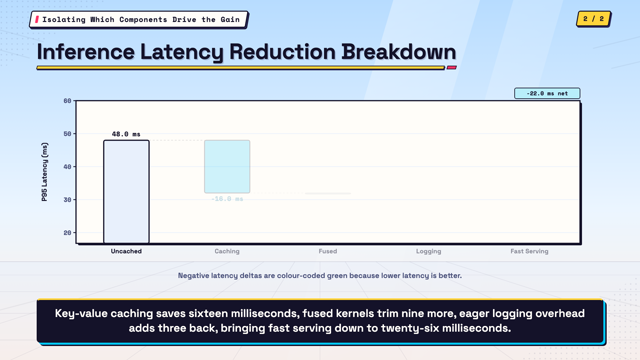 Isolating Which Components Drive the Gain
2 / 2
Inference Latency Reduction Breakdown
-22.0 ms net
60
50
40
30
20
P95 Latency (ms)
48.0 ms
-16.0 ms
Uncached
Caching
Fused
Logging
Fast Serving
Negative latency deltas are colour-coded green because lower latency is better.
Key-value caching saves sixteen milliseconds, fused kernels trim nine more, eager logging overhead
adds three back, bringing fast serving down to twenty-six milliseconds.